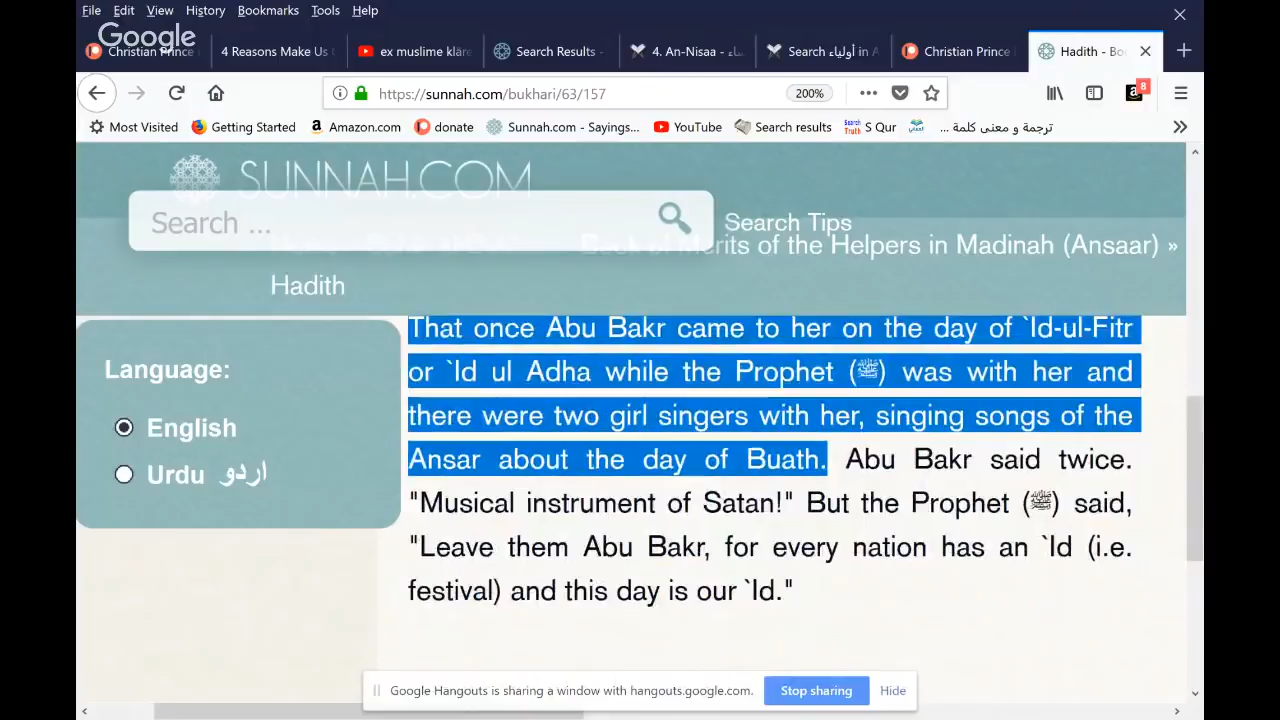 File Edit View History Bookmarks Tools Help
Google
Christian Prince
4 Reasons Make Us
ex muslime kläre
Search Results -
4. An-Nisaa -
Search أولياء in A
Christian Prince
Hadith - Bo
https://sunnah.com/bukhari/63/157
200%
8
Most Visited Getting Started Amazon.com donate Sunnah.com - Sayings... YouTube Search results S Qur ترجمة و معنى كلمة ...
SUNNAH.COM
Search ...
Search Tips
Book of Merits of the Helpers in Madinah (Ansaar) »
Hadith
Language:
English
Urdu اردو
That once Abu Bakr came to her on the day of `Id-ul-Fitr
or `Id ul Adha while the Prophet (ﷺ) was with her and
there were two girl singers with her, singing songs of the
Ansar about the day of Buath. Abu Bakr said twice.
"Musical instrument of Satan!" But the Prophet (ﷺ) said,
"Leave them Abu Bakr, for every nation has an `Id (i.e.
festival) and this day is our `Id."
Google Hangouts is sharing a window with hangouts.google.com.
Stop sharing
Hide